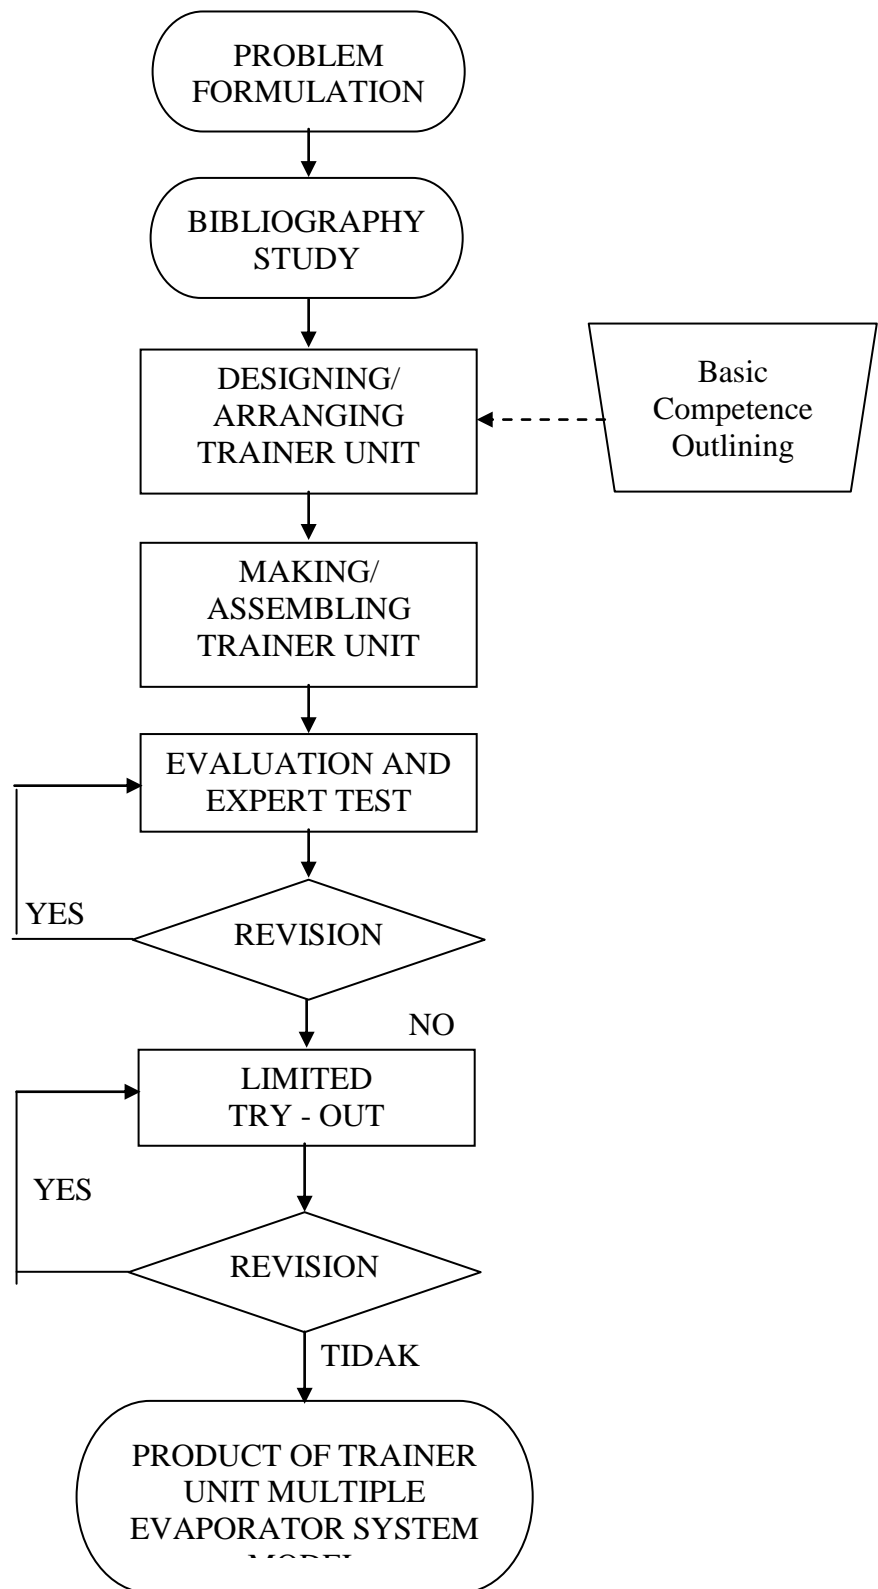 PROBLEM
FORMULATION
BIBLIOGRAPHY
STUDY
DESIGNING/
ARRANGING
TRAINER UNIT
Basic
Competence
Outlining
MAKING/
ASSEMBLING
TRAINER UNIT
EVALUATION AND
EXPERT TEST
YES
REVISION
NO
LIMITED
TRY - OUT
YES
REVISION
TIDAK
PRODUCT OF TRAINER
UNIT MULTIPLE
EVAPORATOR SYSTEM